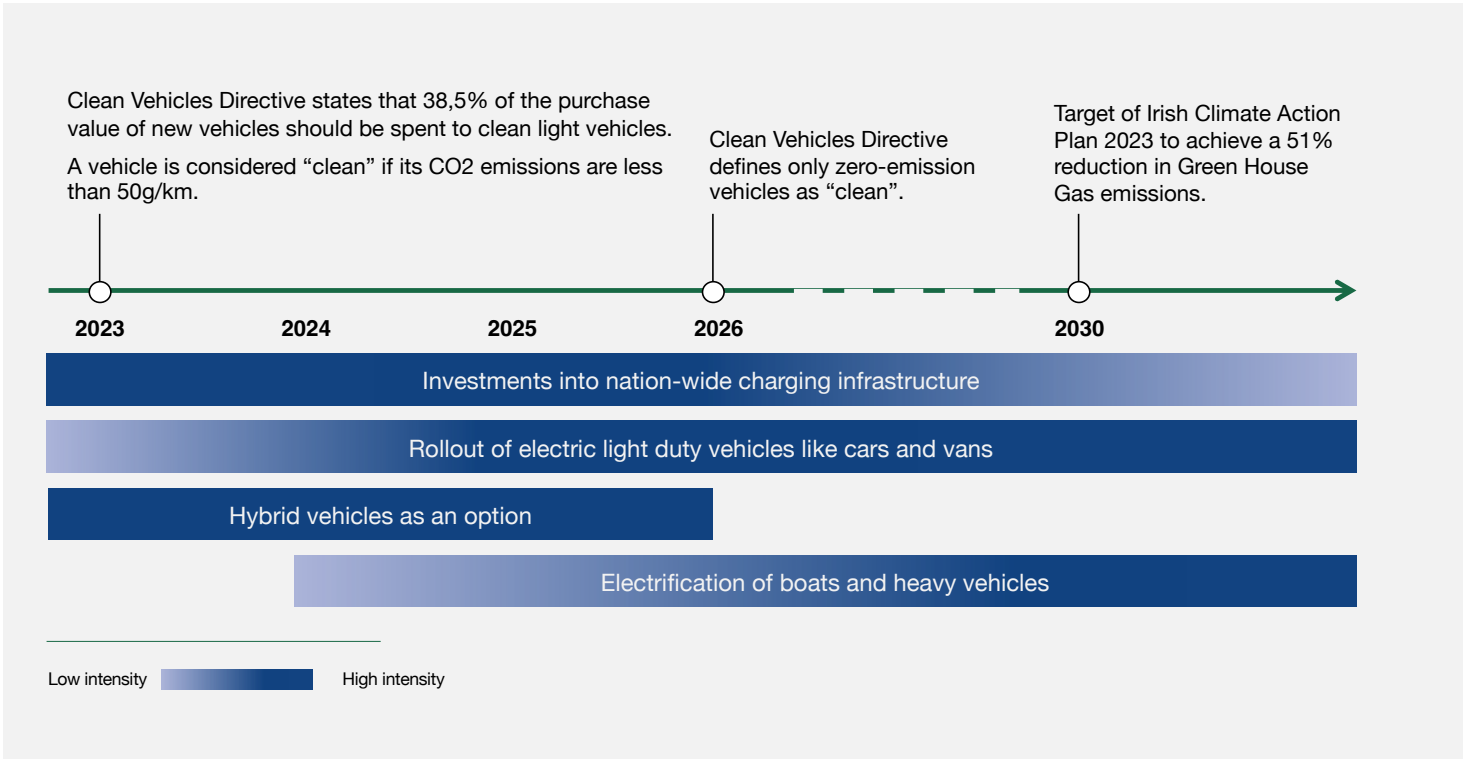 Clean Vehicles Directive states that 38,5% of the purchase
value of new vehicles should be spent to clean light vehicles.
A vehicle is considered “clean” if its CO2 emissions are less
than 50g/km.
Clean Vehicles Directive
defines only zero-emission
vehicles as “clean”.
Target of Irish Climate Action
Plan 2023 to achieve a 51%
reduction in Green House
Gas emissions.
2023
2024
2025
2026
2030
Investments into nation-wide charging infrastructure
Rollout of electric light duty vehicles like cars and vans
Hybrid vehicles as an option
Electrification of boats and heavy vehicles
Low intensity
High intensity